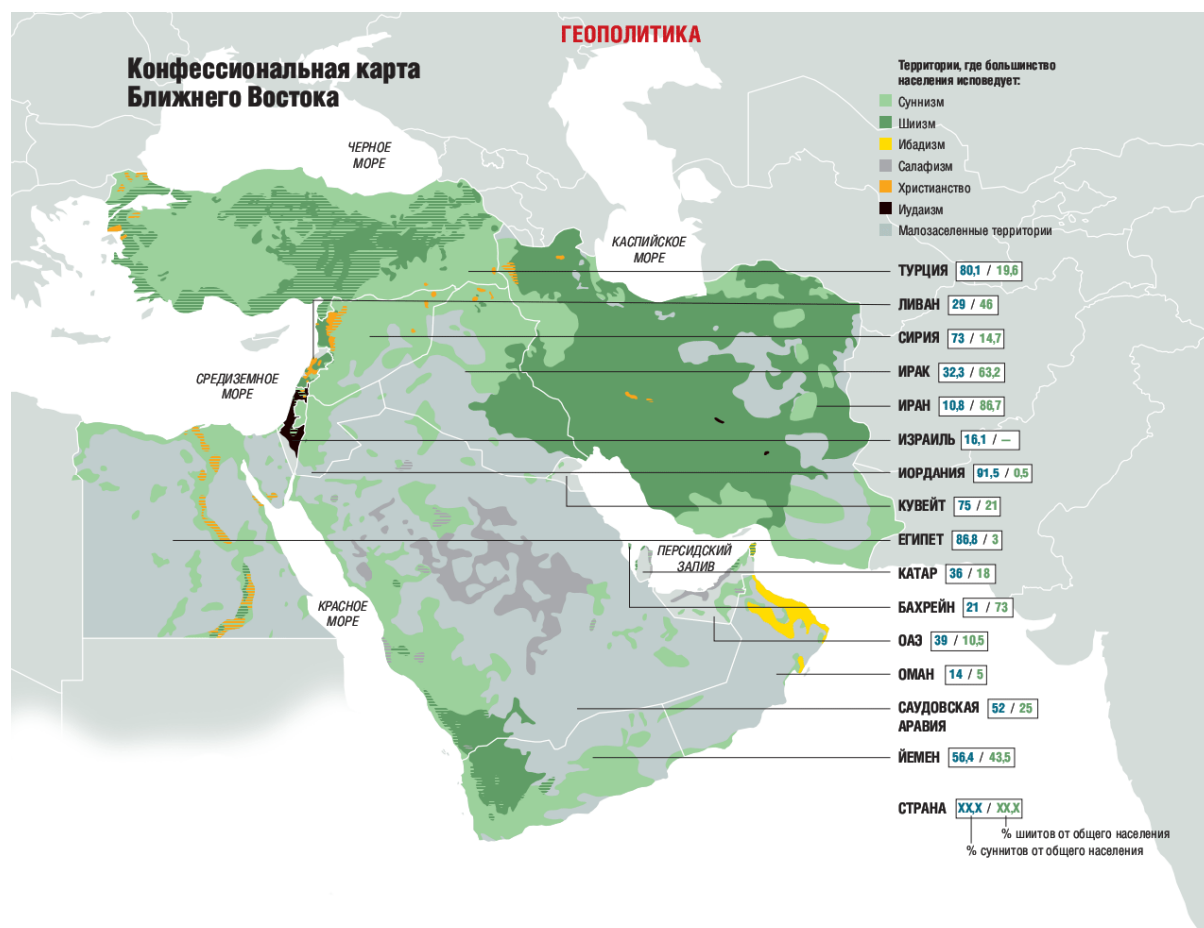 ГЕОПОЛИТИКА
Конфессиональная карта
Ближнего Востока
Территории, где большинство
населения исповедует:
Суннизм
Шиизм
Ибадизм
Салафизм
Христианство
Иудаизм
Малозаселенные территории
ЧЕРНОЕ
МОРЕ
КАСПИЙСКОЕ
МОРЕ
СРЕДИЗЕМНОЕ
МОРЕ
ПЕРСИДСКИЙ
ЗАЛИВ
КРАСНОЕ
МОРЕ
ТУРЦИЯ 80,1 / 19,6
ЛИВАН 29 / 46
СИРИЯ 73 / 14,7
ИРАК 32,3 / 63,2
ИРАН 10,8 / 86,7
ИЗРАИЛЬ 16,1 / —
ИОРДАНИЯ 91,5 / 0,5
КУВЕЙТ 75 / 21
ЕГИПЕТ 86,8 / 3
КАТАР 36 / 18
БАХРЕЙН 21 / 73
ОАЭ 39 / 10,5
ОМАН 14 / 5
САУДОВСКАЯ 52 / 25
АРАВИЯ
ЙЕМЕН 56,4 / 43,5
СТРАНА XX,X / XX,X
% шиитов от общего населения
% суннитов от общего населения